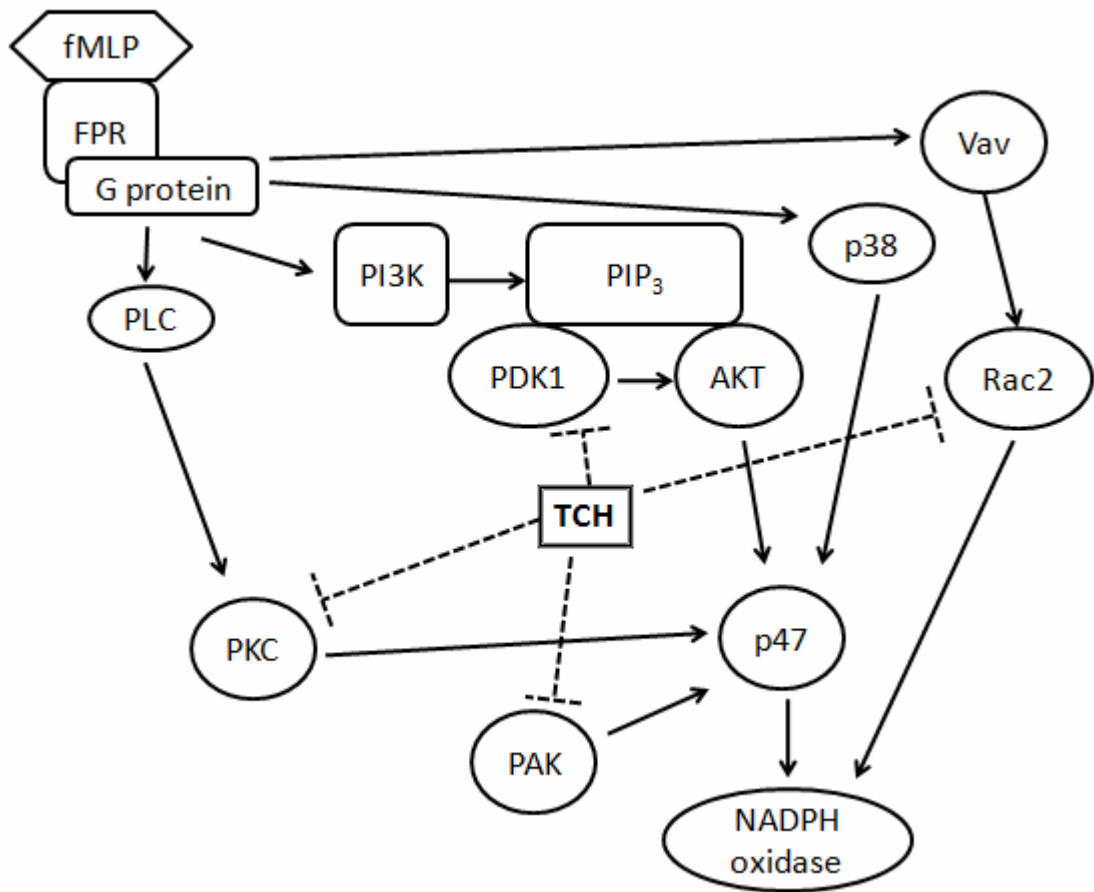 fMLP
FPR
G protein
Vav
p38
PI3K
PIP₃
PLC
PDK1
AKT
Rac2
TCH
PKC
p47
PAK
NADPH
oxidase